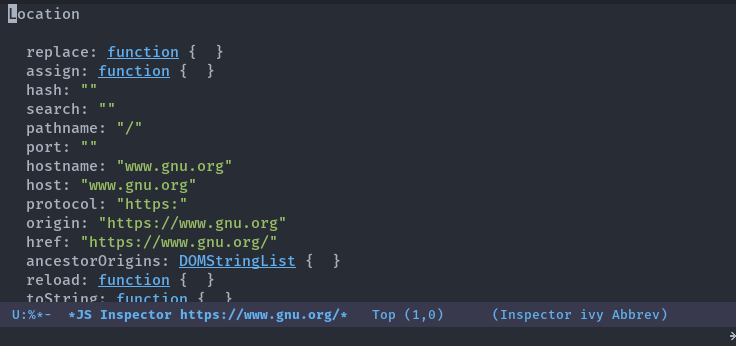 Location
replace: function {  }
assign: function {  }
hash: ""
search: ""
pathname: "/"
port: ""
hostname: "www.gnu.org"
host: "www.gnu.org"
protocol: "https:"
origin: "https://www.gnu.org"
href: "https://www.gnu.org/"
ancestorOrigins: DOMStringList {  }
reload: function {  }
toString: function {  }
U:%*-  *JS Inspector https://www.gnu.org/*   Top (1,0)      (Inspector ivy Abbrev)